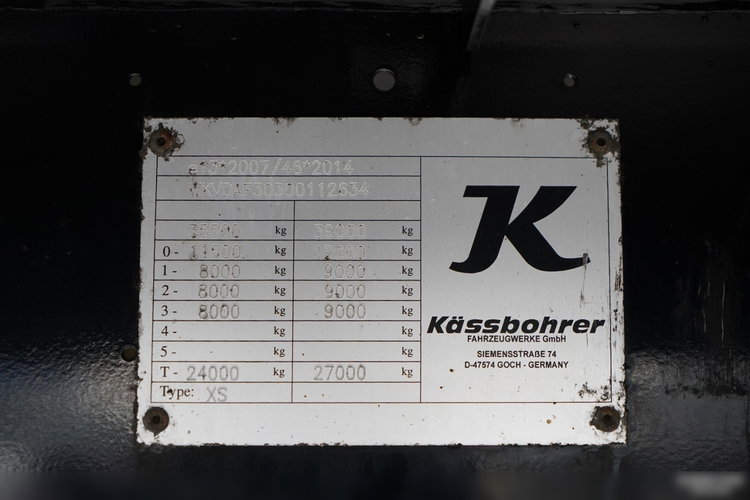 e13*2007/46*2014
35500 kg 39000 kg
0- 11500 kg 12000 kg
1- 8000 kg 9000 kg
2- 8000 kg 9000 kg
3- 8000 kg 9000 kg
4- kg kg
5- kg kg
T- 24000 kg 27000 kg
Type: XS
K
Kässbohrer
FAHRZEUGWERKE GmbH
SIEMENSSTRAßE 74
D-47574 GOCH - GERMANY